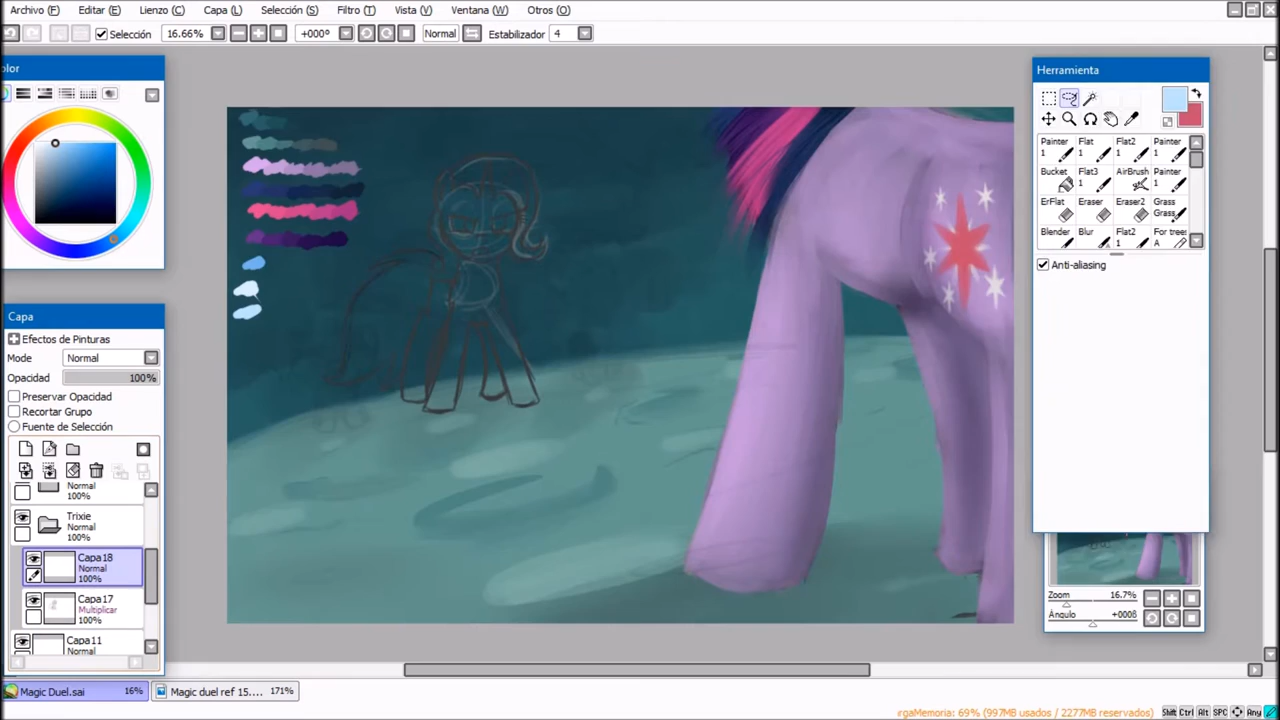 Archivo (F) Editar (E) Lienzo (C) Capa (L) Selección (S) Filtro (T) Vista (V) Ventana (W) Otros (O)
Selección 16.66% +000º Normal Estabilizador 4
olor
Herramienta
Painter Flat Flat2 Painter
1 1 1 1
Bucket Flat3 AirBrush Painter
1 1
ErFlat Eraser Eraser2 Grass
Grass
Blender Blur Flat2 For trees
1 A
Anti-aliasing
Capa
Efectos de Pinturas
Mode Normal
Opacidad 100%
Preservar Opacidad
Recortar Grupo
Fuente de Selección
Normal
100%
Trixie
Normal
100%
Capa18
Normal
100%
Capa17
Multiplicar
100%
Capa11
Normal
Zoom 16.7%
Ángulo +000º
Magic Duel.sai 16% Magic duel ref 15.... 171%
ırgaMemoria: 69% (997MB usados / 2277MB reservados) Shift Ctrl Alt SPC Any